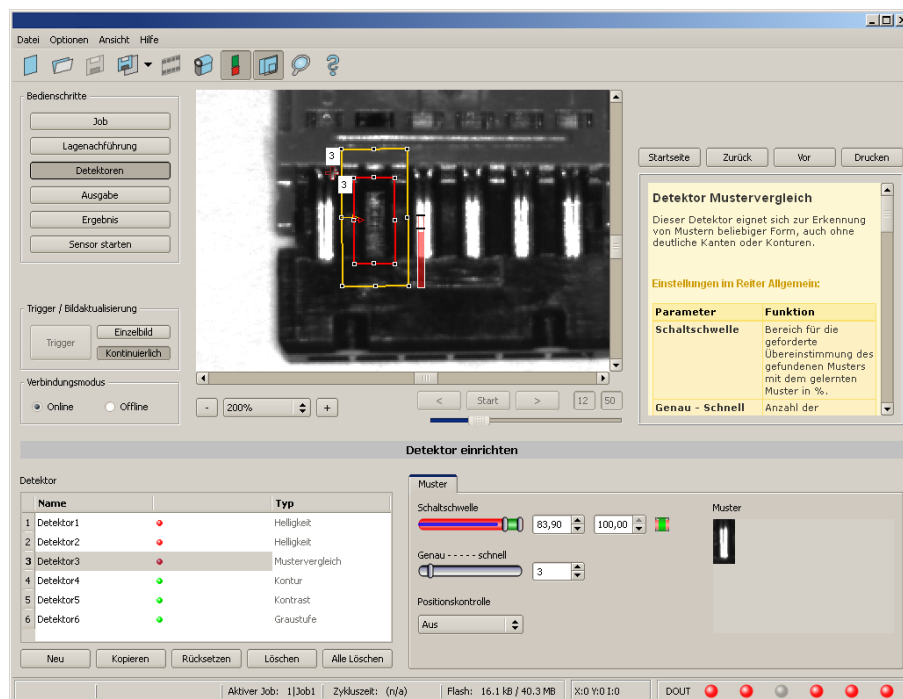 Datei Optionen Ansicht Hilfe
Bedienschritte
Job
Lagenachführung
Detektoren
Ausgabe
Ergebnis
Sensor starten
Trigger / Bildaktualisierung
Trigger
Einzelbild
Kontinuierlich
Verbindungsmodus
Online Offline
3
3
- 200% +
< Start > 12 50
Startseite Zurück Vor Drucken
Detektor Mustervergleich
Dieser Detektor eignet sich zur Erkennung
von Mustern beliebiger Form, auch ohne
deutliche Kanten oder Konturen.
Einstellungen im Reiter Allgemein:
Parameter Funktion
Schaltschwelle Bereich für die
geforderte
Übereinstimmung des
gefundenen Musters
mit dem gelernten
Muster in %.
Genau - Schnell Anzahl der
Detektor einrichten
Detektor
Name Typ
1 Detektor1 Helligkeit
2 Detektor2 Helligkeit
3 Detektor3 Mustervergleich
4 Detektor4 Kontur
5 Detektor5 Kontrast
6 Detektor6 Graustufe
Neu Kopieren Rücksetzen Löschen Alle Löschen
Muster
Schaltschwelle
83,90 100,00
Genau - - - - - schnell
3
Positionskontrolle
Aus
Muster
Aktiver Job: 1|Job1 Zykluszeit: (n/a) Flash: 16.1 kB / 40.3 MB X:0 Y:0 I:0 DOUT